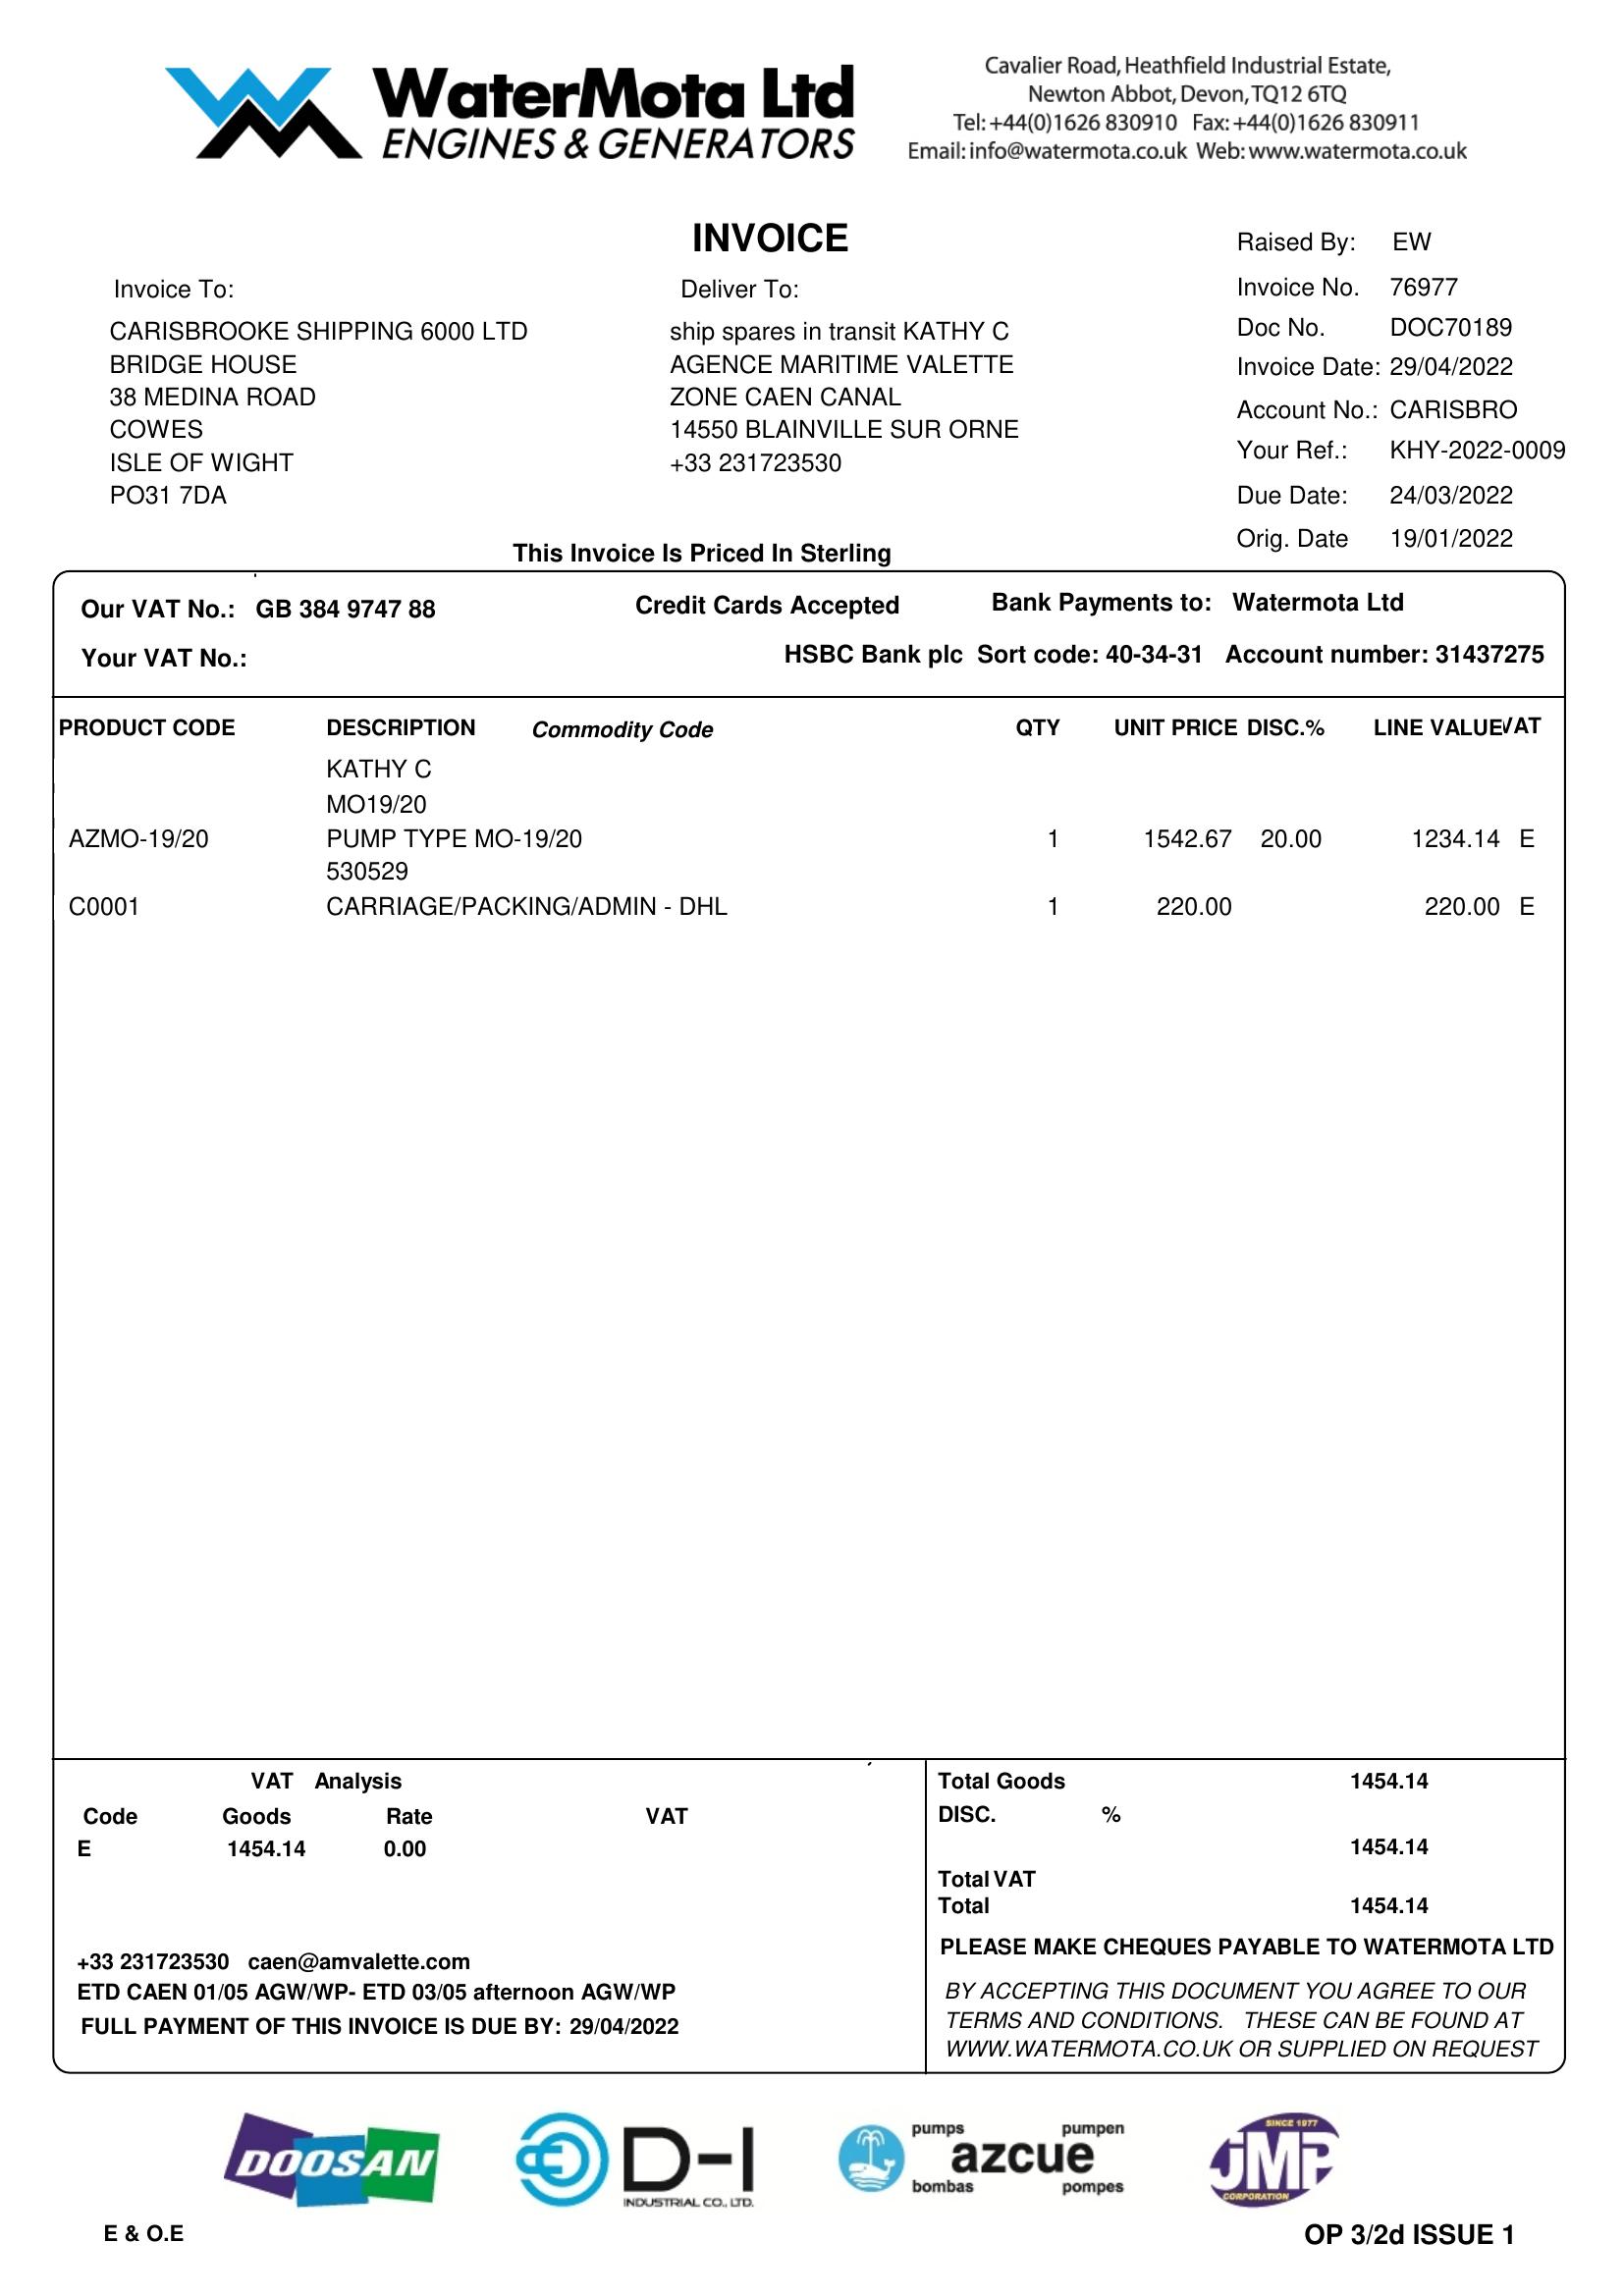 WaterMota Ltd
ENGINES & GENERATORS
Cavalier Road, Heathfield Industrial Estate,
Newton Abbot, Devon, TQ12 6TQ
Tel: +44(0)1626 830910 Fax: +44(0)1626 830911
Email: info@watermota.co.uk Web: www.watermota.co.uk
INVOICE
Raised By: EW
Invoice No. 76977
Doc No. DOC70189
Invoice Date: 29/04/2022
Account No.: CARISBRO
Your Ref.: KHY-2022-0009
Due Date: 24/03/2022
Orig. Date 19/01/2022
Invoice To:
CARISBROOKE SHIPPING 6000 LTD
BRIDGE HOUSE
38 MEDINA ROAD
COWES
ISLE OF WIGHT
PO31 7DA
Deliver To:
ship spares in transit KATHY C
AGENCE MARITIME VALETTE
ZONE CAEN CANAL
14550 BLAINVILLE SUR ORNE
+33 231723530
This Invoice Is Priced In Sterling
Our VAT No.: GB 384 9747 88 Credit Cards Accepted Bank Payments to: Watermota Ltd
Your VAT No.: HSBC Bank plc Sort code: 40-34-31 Account number: 31437275
PRODUCT CODE DESCRIPTION Commodity Code QTY UNIT PRICE DISC.% LINE VALUE VAT
KATHY C
MO19/20
AZMO-19/20 PUMP TYPE MO-19/20 1 1542.67 20.00 1234.14 E
530529
C0001 CARRIAGE/PACKING/ADMIN - DHL 1 220.00 220.00 E
VAT Analysis
Code Goods Rate VAT
E 1454.14 0.00
+33 231723530 caen@amvalette.com
ETD CAEN 01/05 AGW/WP- ETD 03/05 afternoon AGW/WP
FULL PAYMENT OF THIS INVOICE IS DUE BY: 29/04/2022
Total Goods 1454.14
DISC. %
1454.14
Total VAT
Total 1454.14
PLEASE MAKE CHEQUES PAYABLE TO WATERMOTA LTD
BY ACCEPTING THIS DOCUMENT YOU AGREE TO OUR
TERMS AND CONDITIONS. THESE CAN BE FOUND AT
WWW.WATERMOTA.CO.UK OR SUPPLIED ON REQUEST
DOOSAN
D-I
INDUSTRIAL CO., LTD.
pumps pumpen
azcue
bombas pompes
SINCE 1977
JMP
CORPORATION
E & O.E
OP 3/2d ISSUE 1